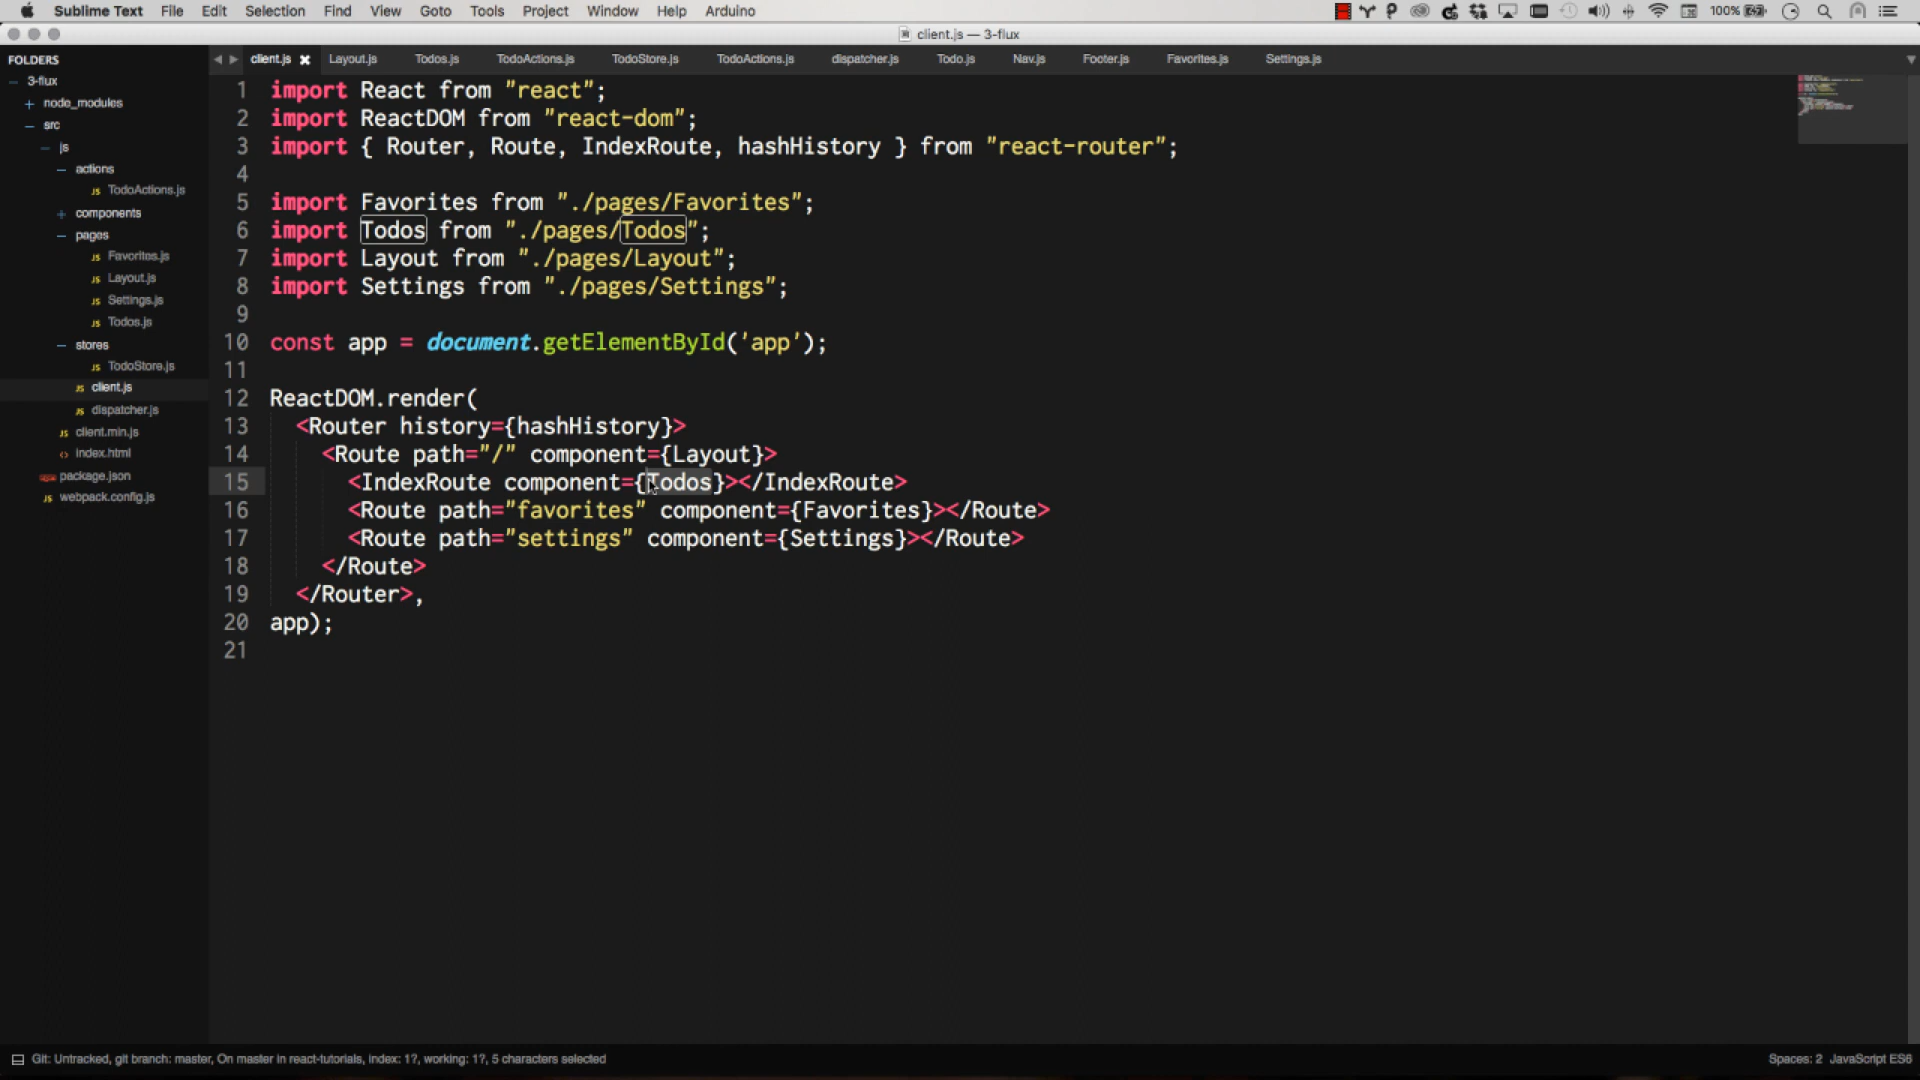 Sublime Text File Edit Selection Find View Goto Tools Project Window Help Arduino 100%
client.js — 3-flux
FOLDERS
3-flux
node_modules
src
js
actions
TodoActions.js
components
pages
Favorites.js
Layout.js
Settings.js
Todos.js
stores
TodoStore.js
client.js
dispatcher.js
client.min.js
index.html
package.json
webpack.config.js
client.js Layout.js Todos.js TodoActions.js TodoStore.js TodoActions.js dispatcher.js Todo.js Nav.js Footer.js Favorites.js Settings.js
1 import React from "react";
2 import ReactDOM from "react-dom";
3 import { Router, Route, IndexRoute, hashHistory } from "react-router";
4
5 import Favorites from "./pages/Favorites";
6 import Todos from "./pages/Todos";
7 import Layout from "./pages/Layout";
8 import Settings from "./pages/Settings";
9
10 const app = document.getElementById('app');
11
12 ReactDOM.render(
13 <Router history={hashHistory}>
14 <Route path="/" component={Layout}>
15 <IndexRoute component={Todos}></IndexRoute>
16 <Route path="favorites" component={Favorites}></Route>
17 <Route path="settings" component={Settings}></Route>
18 </Route>
19 </Router>,
20 app);
21
Git: Untracked, git branch: master, On master in react-tutorials, index: 1?, working: 1?, 5 characters selected Spaces: 2 JavaScript ES6